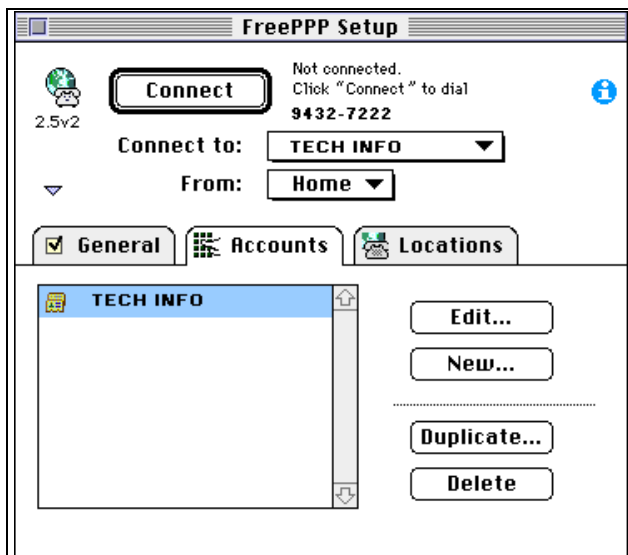 FreePPP Setup
Connect
Not connected.
Click "Connect" to dial
9432-7222
2.5v2
Connect to: TECH INFO
From: Home
General Accounts Locations
TECH INFO
Edit...
New...
Duplicate...
Delete